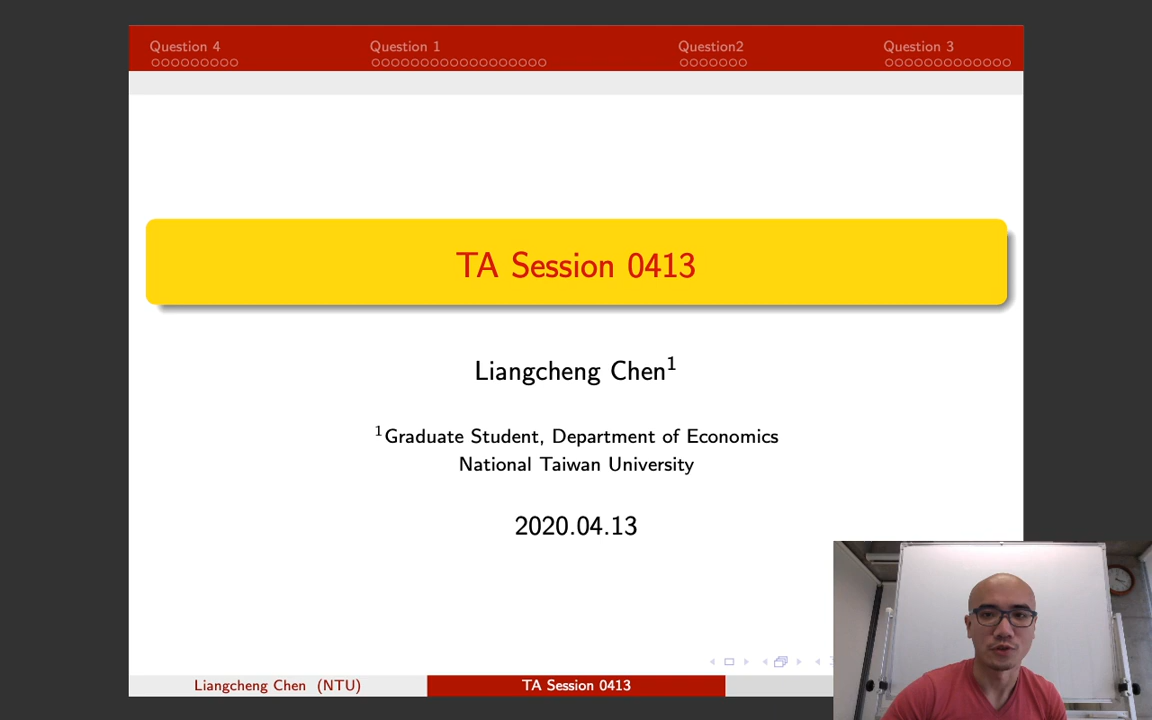 Question 4
Question 1
Question2
Question 3
TA Session 0413
Liangcheng Chen¹
¹Graduate Student, Department of Economics
National Taiwan University
2020.04.13
Liangcheng Chen (NTU)
TA Session 0413